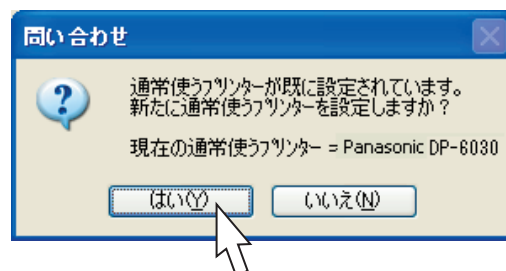 問い合わせ
通常使うプリンターが既に設定されています。
新たに通常使うプリンターを設定しますか？
現在の通常使うプリンター = Panasonic DP-6030
はい(Y)
いいえ(N)